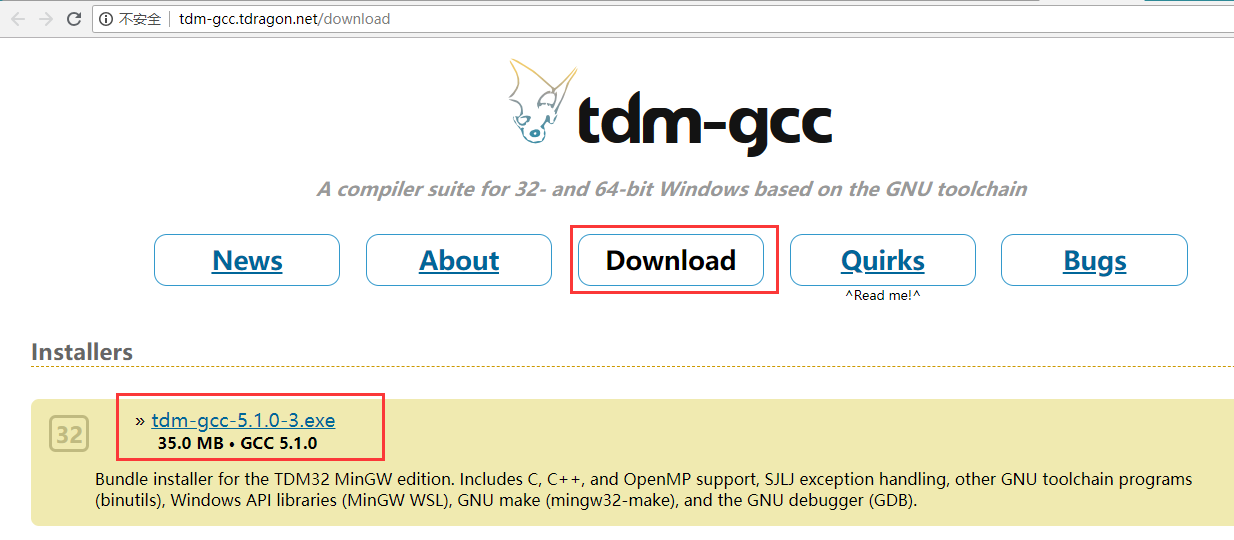 不安全 tdm-gcc.tdragon.net/download
tdm-gcc
A compiler suite for 32- and 64-bit Windows based on the GNU toolchain
News About Download Quirks Bugs
^Read me!^
Installers
32
» tdm-gcc-5.1.0-3.exe
35.0 MB • GCC 5.1.0
Bundle installer for the TDM32 MinGW edition. Includes C, C++, and OpenMP support, SJLJ exception handling, other GNU toolchain programs
(binutils), Windows API libraries (MinGW WSL), GNU make (mingw32-make), and the GNU debugger (GDB).